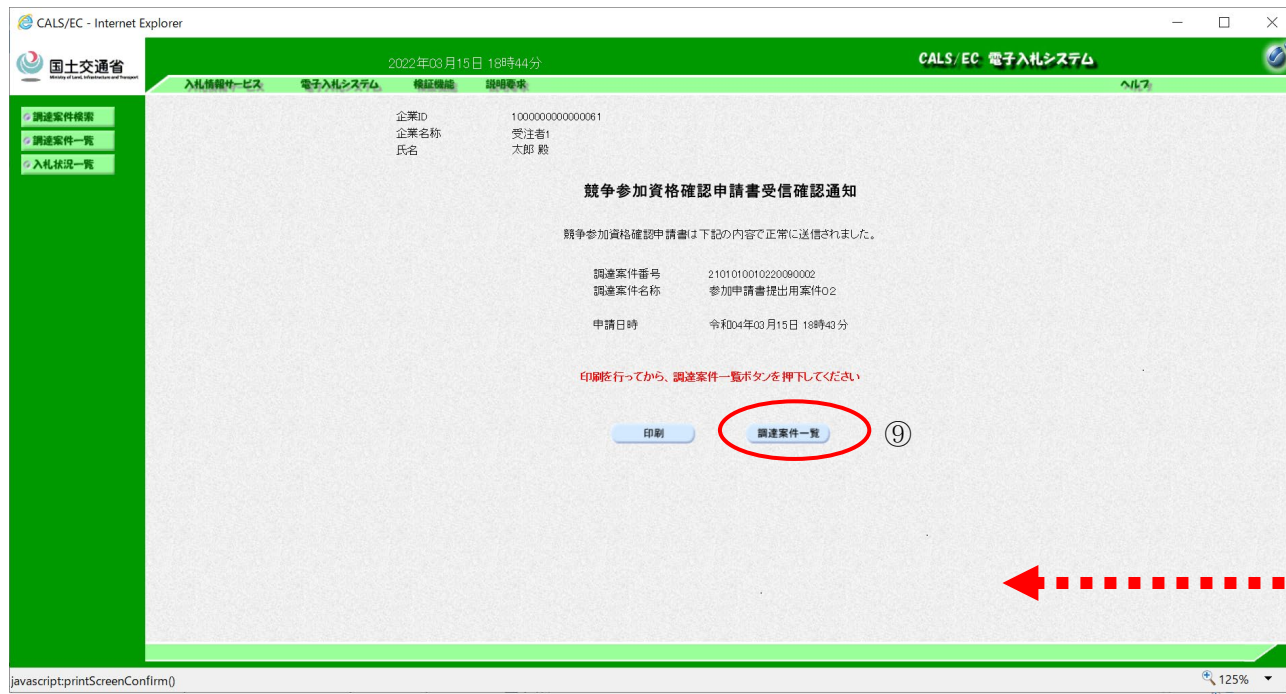 CALS/EC - Internet Explorer
国土交通省
Ministry of Land, Infrastructure and Transport
2022年03月15日 18時44分
CALS/EC 電子入札システム
入札情報サービス 電子入札システム 検証機能 説明要求 ヘルプ
調達案件検索
調達案件一覧
入札状況一覧
企業ID 1000000000000061
企業名称 受注者1
氏名 太郎 殿
競争参加資格確認申請書受信確認通知
競争参加資格確認申請書は下記の内容で正常に送信されました。
調達案件番号 2101010010220090002
調達案件名称 参加申請書提出用案件02
申請日時 令和04年03月15日 18時43分
印刷を行ってから、調達案件一覧ボタンを押下してください
印刷 調達案件一覧 ⑨
javascript:printScreenConfirm()
125%